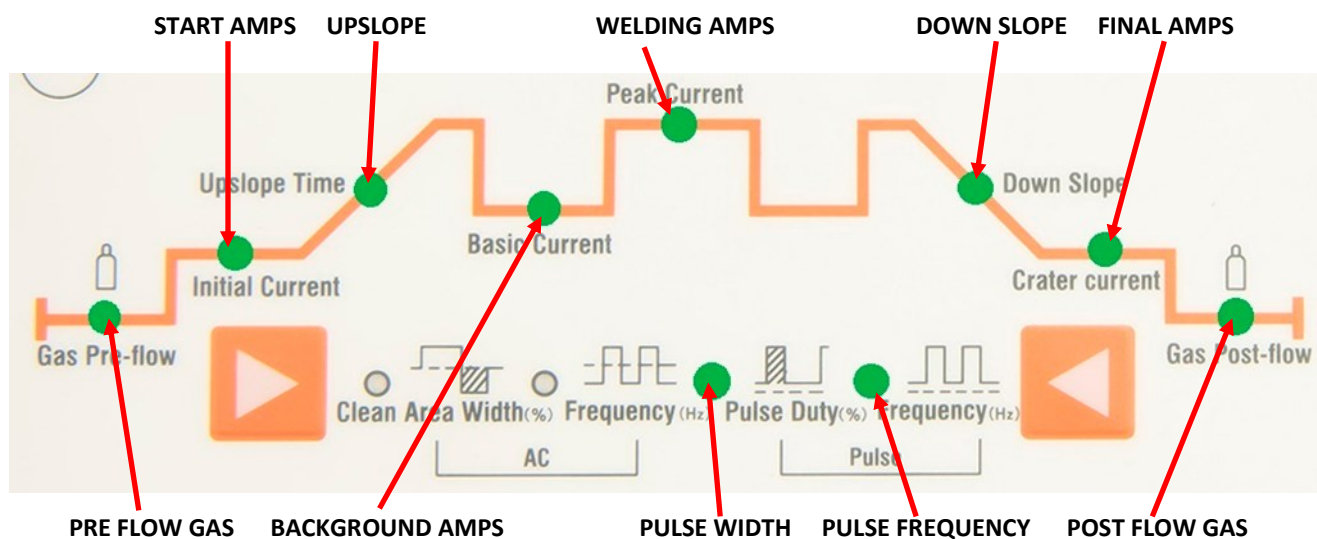 START AMPS
UPSLOPE
WELDING AMPS
DOWN SLOPE
FINAL AMPS
Peak Current
Upslope Time
Down Slope
Basic Current
Initial Current
Crater current
Gas Pre-flow
Gas Post-flow
Clean Area Width(%)
Frequency(Hz)
Pulse Duty(%)
Frequency(Hz)
AC
Pulse
PRE FLOW GAS
BACKGROUND AMPS
PULSE WIDTH
PULSE FREQUENCY
POST FLOW GAS